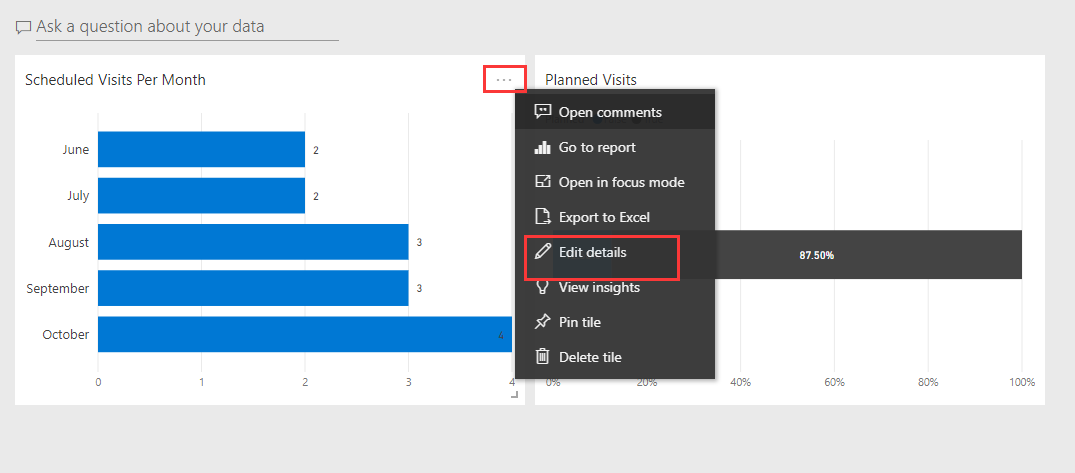 Ask a question about your data
Scheduled Visits Per Month
...
June
2
July
2
August
3
September
3
October
4
0
1
2
3
4
Planned Visits
Open comments
Go to report
Open in focus mode
Export to Excel
Edit details
View insights
Pin tile
Delete tile
87.50%
0%
20%
40%
60%
80%
100%